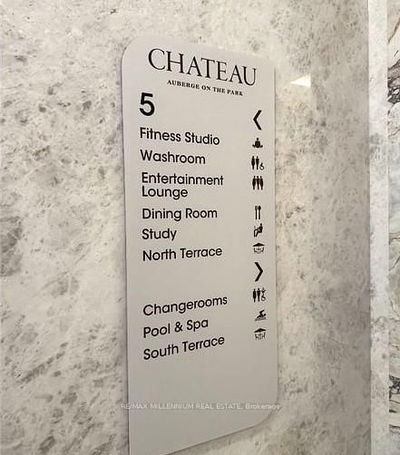 CHATEAU
AUBERGE ON THE PARK
5
Fitness Studio
Washroom
Entertainment
Lounge
Dining Room
Study
North Terrace
Changerooms
Pool & Spa
South Terrace
RE/MAX MILLENNIUM REAL ESTATE, Brokerage